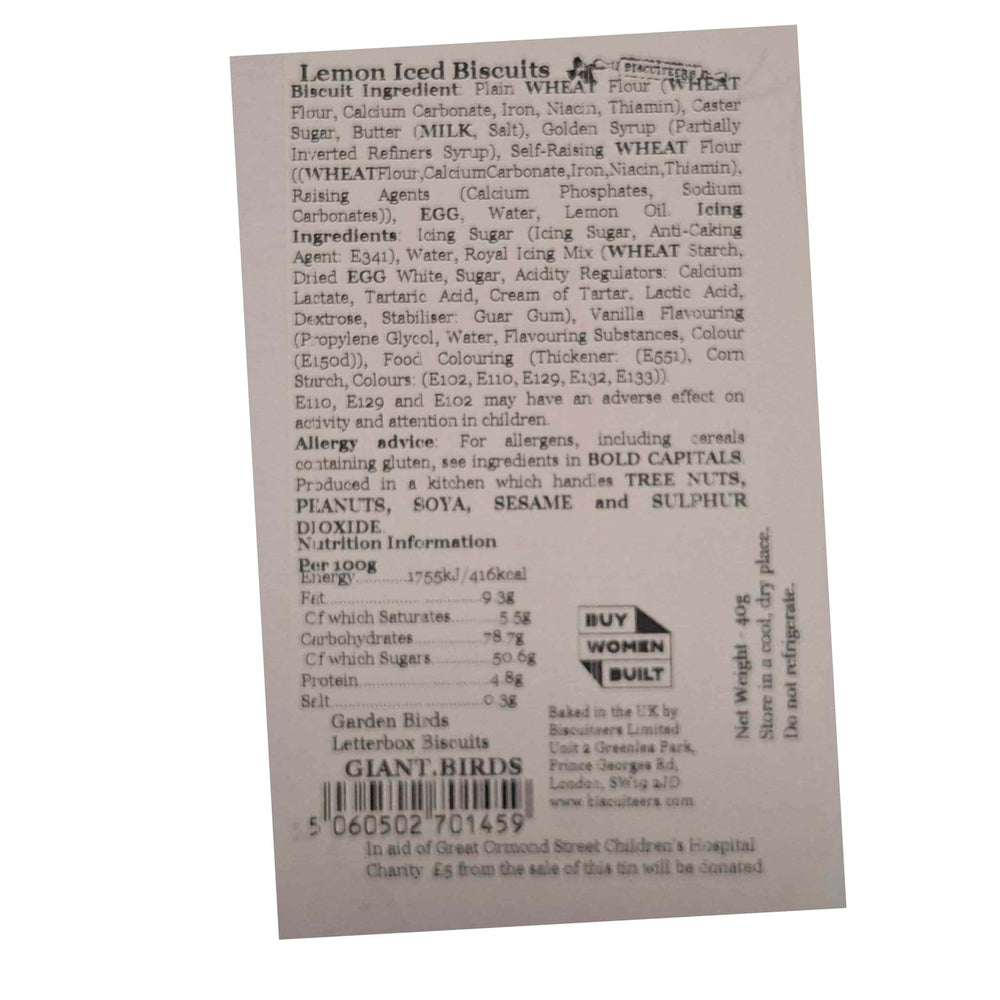 Lemon Iced Biscuits BISCUITEERS
Biscuit Ingredient: Plain WHEAT Flour (WHEAT
Flour, Calcium Carbonate, Iron, Niacin, Thiamin), Caster
Sugar, Butter (MILK, Salt), Golden Syrup (Partially
Inverted Refiners Syrup), Self-Raising WHEAT Flour
((WHEATFlour,CalciumCarbonate,Iron,Niacin,Thiamin),
Raising Agents (Calcium Phosphates, Sodium
Carbonates)), EGG, Water, Lemon Oil. Icing
Ingredients: Icing Sugar (Icing Sugar, Anti-Caking
Agent: E341), Water, Royal Icing Mix (WHEAT Starch,
Dried EGG White, Sugar, Acidity Regulators: Calcium
Lactate, Tartaric Acid, Cream of Tartar, Lactic Acid,
Dextrose, Stabiliser: Guar Gum), Vanilla Flavouring
(Propylene Glycol, Water, Flavouring Substances, Colour
(E150d)), Food Colouring (Thickener: (E551), Corn
Starch, Colours: (E102, E110, E129, E132, E133))
E110, E129 and E102 may have an adverse effect on
activity and attention in children.
Allergy advice: For allergens, including cereals
containing gluten, see ingredients in BOLD CAPITALS.
Produced in a kitchen which handles TREE NUTS,
PEANUTS, SOYA, SESAME and SULPHUR
DIOXIDE.
Nutrition Information
Per 100g
Energy...........1755kJ/416kcal
Fat...........................9.3g
Of which Saturates.........5.5g
Carbohydrates..............78.7g
Of which Sugars...........50.6g
Protein......................4.8g
Salt...........................0.3g
Garden Birds
Letterbox Biscuits
GIANT.BIRDS
5 060502 701459
BUY
WOMEN
BUILT
Baked in the UK by
Biscuiteers Limited
Unit 2 Greenlea Park,
Prince Georges Rd,
London, SW19 2JD
www.biscuiteers.com
Net Weight - 40g
Store in a cool, dry place.
Do not refrigerate.
In aid of Great Ormond Street Children's Hospital
Charity £5 from the sale of this tin will be donated